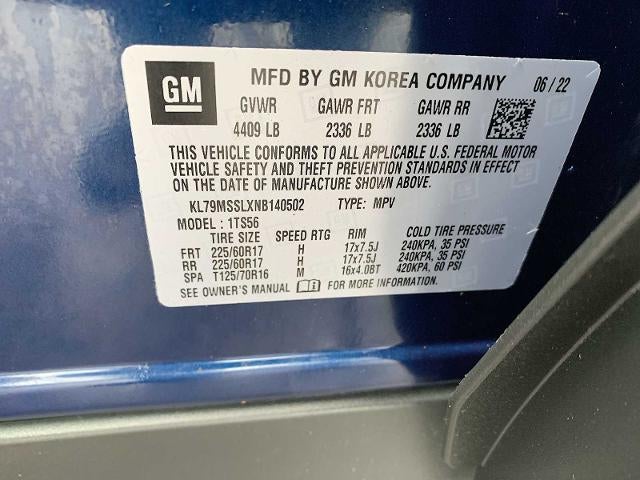 GM MFD BY GM KOREA COMPANY 06/22
GVWR GAWR FRT GAWR RR
4409 LB 2336 LB 2336 LB
THIS VEHICLE CONFORMS TO ALL APPLICABLE U.S. FEDERAL MOTOR
VEHICLE SAFETY AND THEFT PREVENTION STANDARDS IN EFFECT
ON THE DATE OF MANUFACTURE SHOWN ABOVE.
KL79MSSLXNB140502 TYPE: MPV
MODEL : 1TS56
TIRE SIZE SPEED RTG RIM COLD TIRE PRESSURE
FRT 225/60R17 H 17x7.5J 240KPA, 35 PSI
RR 225/60R17 H 17x7.5J 240KPA, 35 PSI
SPA T125/70R16 M 16x4.0BT 420KPA, 60 PSI
SEE OWNER'S MANUAL FOR MORE INFORMATION.